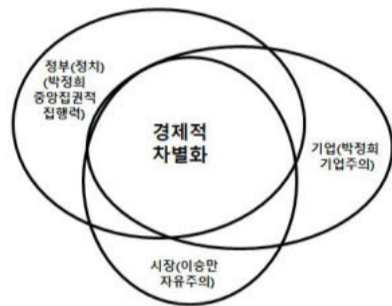 정부(정치)
(박정희
중앙집권적
집행력)
경제적
차별화
기업(박정희
기업주의)
시장(이승만
자유주의)